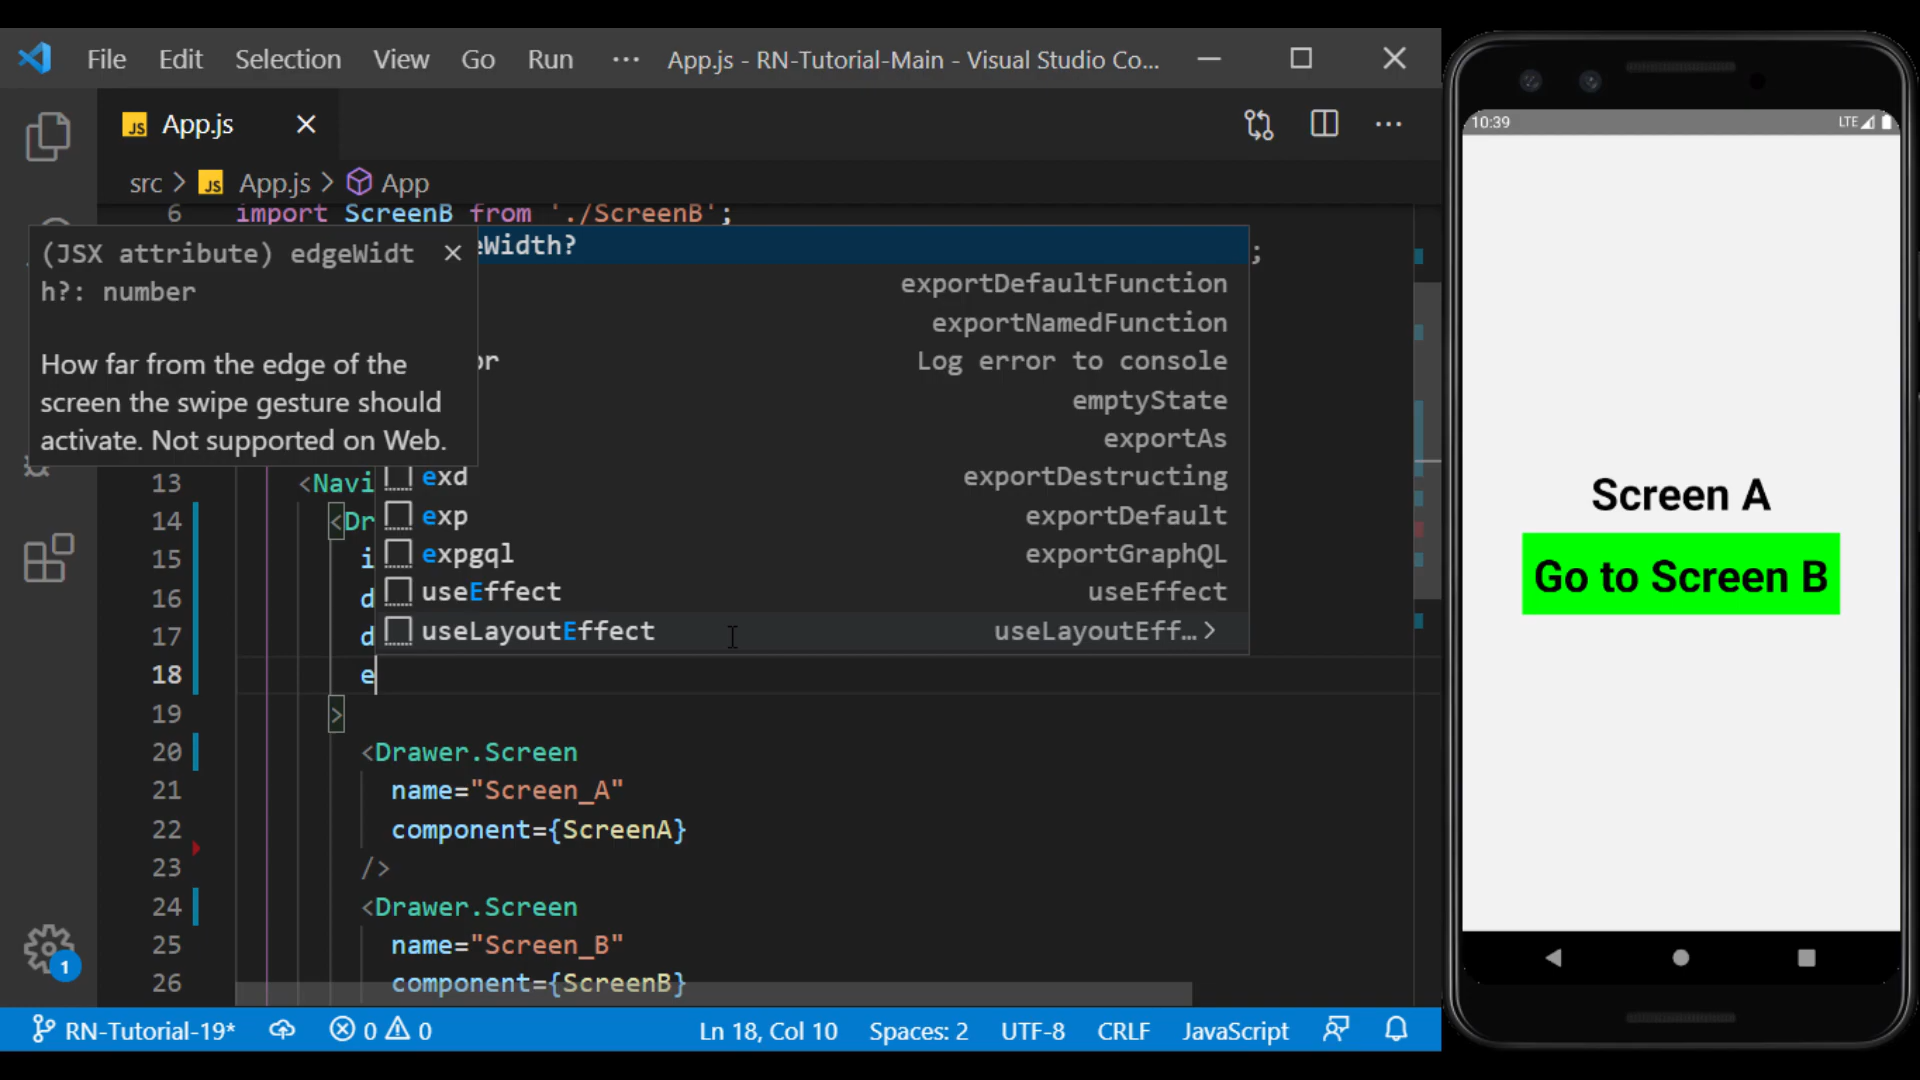 File Edit Selection View Go Run ··· App.js - RN-Tutorial-Main - Visual Studio Co...
JS App.js
src > JS App.js > App
6 import ScreenB from './ScreenB';
(JSX attribute) edgeWidt
h?: number
How far from the edge of the
screen the swipe gesture should
activate. Not supported on Web.
eWidth? ;
exportDefaultFunction
exportNamedFunction
or Log error to console
emptyState
exportAs
exd exportDestructing
exp exportDefault
expgql exportGraphQL
useEffect useEffect
useLayoutEffect useLayoutEff... >
13 <Navi
14 <Dr
15 i
16 d
17 d
18 e
19 >
20 <Drawer.Screen
21 name="Screen_A"
22 component={ScreenA}
23 />
24 <Drawer.Screen
25 name="Screen_B"
26 component={ScreenB}
1
RN-Tutorial-19* 0 0 Ln 18, Col 10 Spaces: 2 UTF-8 CRLF JavaScript
10:39 LTE
Screen A
Go to Screen B